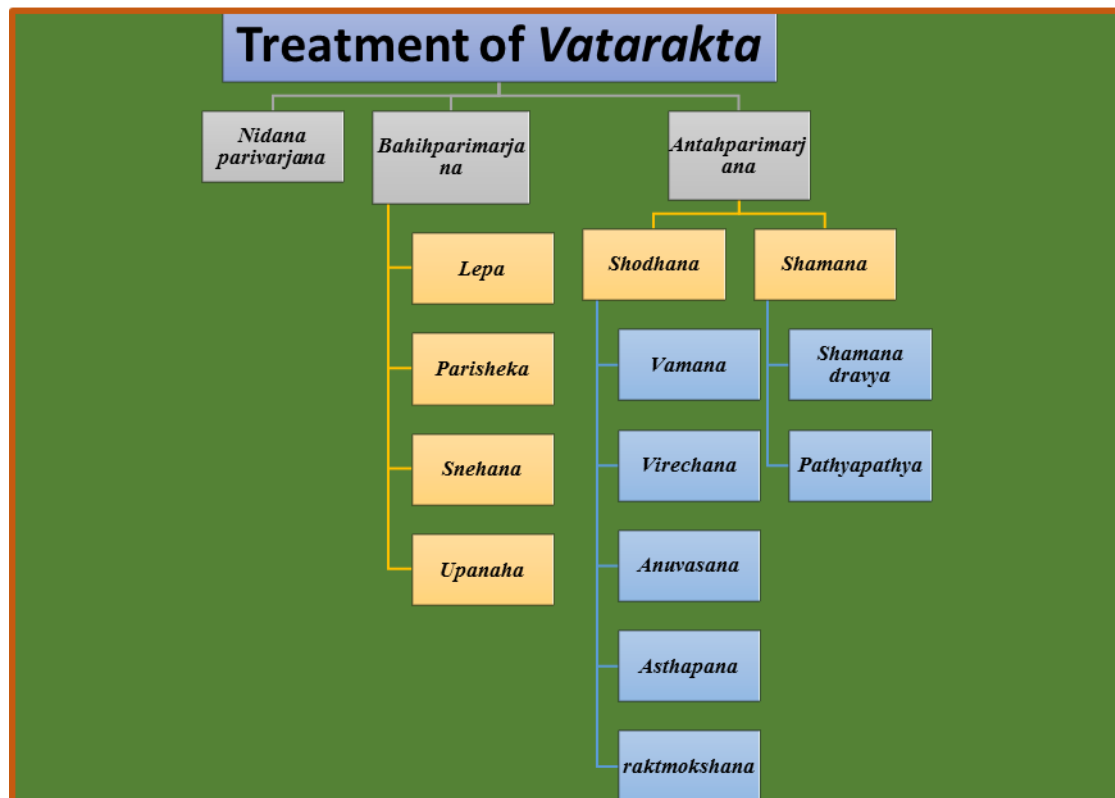 Treatment of Vatarakta
Nidana
parivarjana
Bahihparimarja
na
Antahparimarj
ana
Lepa
Parisheka
Snehana
Upanaha
Shodhana
Vamana
Virechana
Anuvasana
Asthapana
raktmokshana
Shamana
Shamana
dravya
Pathyapathya